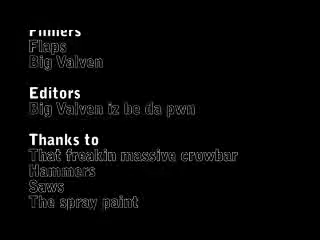 Filmers
Flaps
Big Valven
Editors
Big Valven iz be da pwn
Thanks to
That freakin massive crowbar
Hammers
Saws
The spray paint